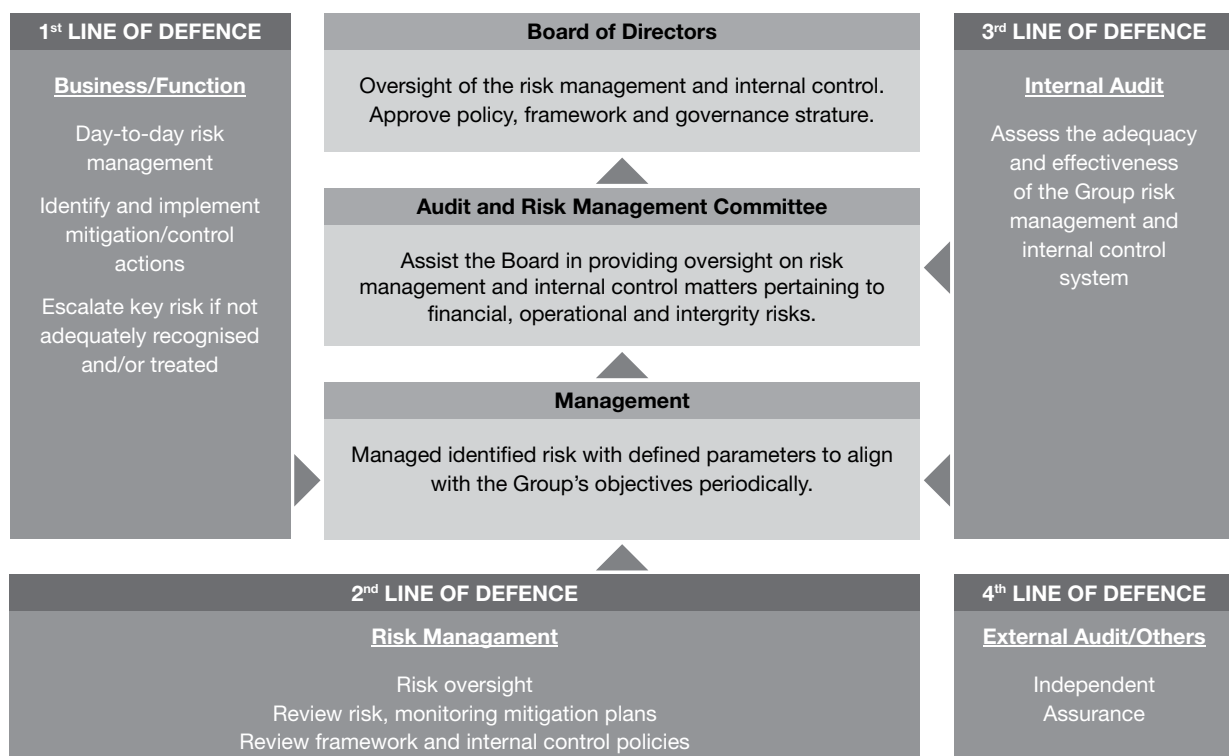 1st LINE OF DEFENCE
Business/Function
Day-to-day risk
management
Identify and implement
mitigation/control
actions
Escalate key risk if not
adequately recognised
and/or treated
Board of Directors
Oversight of the risk management and internal control.
Approve policy, framework and governance strature.
Audit and Risk Management Committee
Assist the Board in providing oversight on risk
management and internal control matters pertaining to
financial, operational and intergrity risks.
Management
Managed identified risk with defined parameters to align
with the Group's objectives periodically.
3rd LINE OF DEFENCE
Internal Audit
Assess the adequacy
and effectiveness
of the Group risk
management and
internal control
system
2nd LINE OF DEFENCE
Risk Managament
Risk oversight
Review risk, monitoring mitigation plans
Review framework and internal control policies
4th LINE OF DEFENCE
External Audit/Others
Independent
Assurance